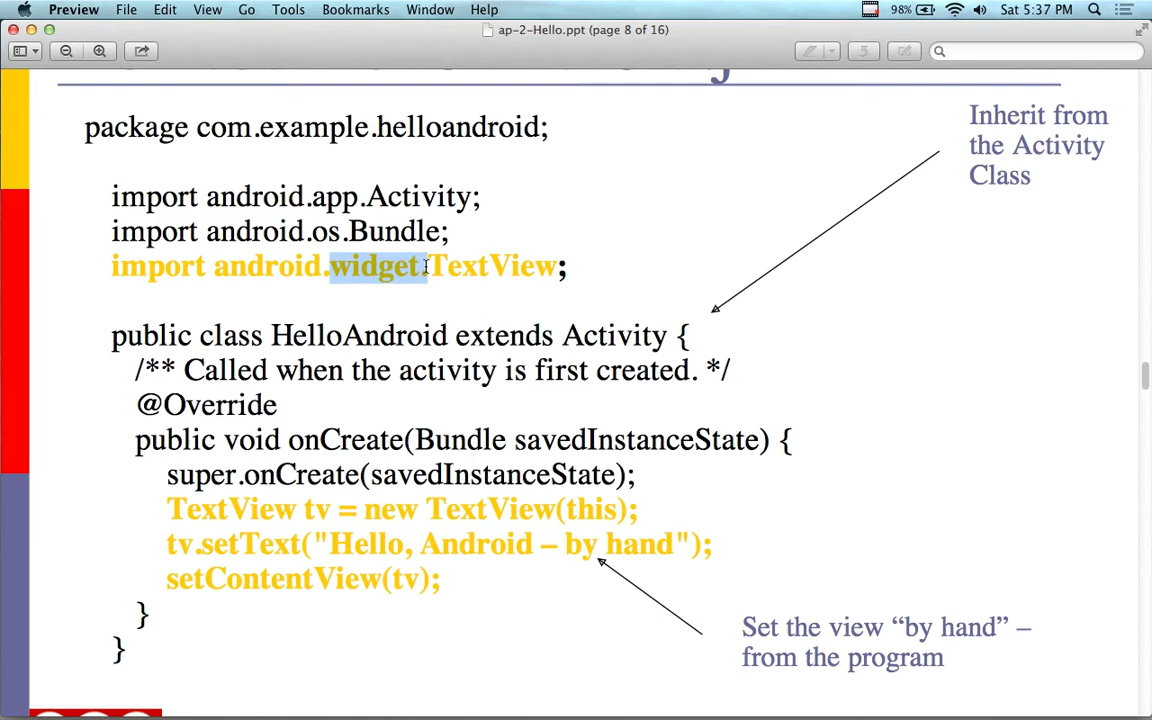 Preview File Edit View Go Tools Bookmarks Window Help 98% Sat 5:37 PM
ap-2-Hello.ppt (page 8 of 16)
package com.example.helloandroid;
import android.app.Activity;
import android.os.Bundle;
import android.widget.TextView;
public class HelloAndroid extends Activity {
/** Called when the activity is first created. */
@Override
public void onCreate(Bundle savedInstanceState) {
super.onCreate(savedInstanceState);
TextView tv = new TextView(this);
tv.setText("Hello, Android – by hand");
setContentView(tv);
}
}
Inherit from
the Activity
Class
Set the view “by hand” –
from the program